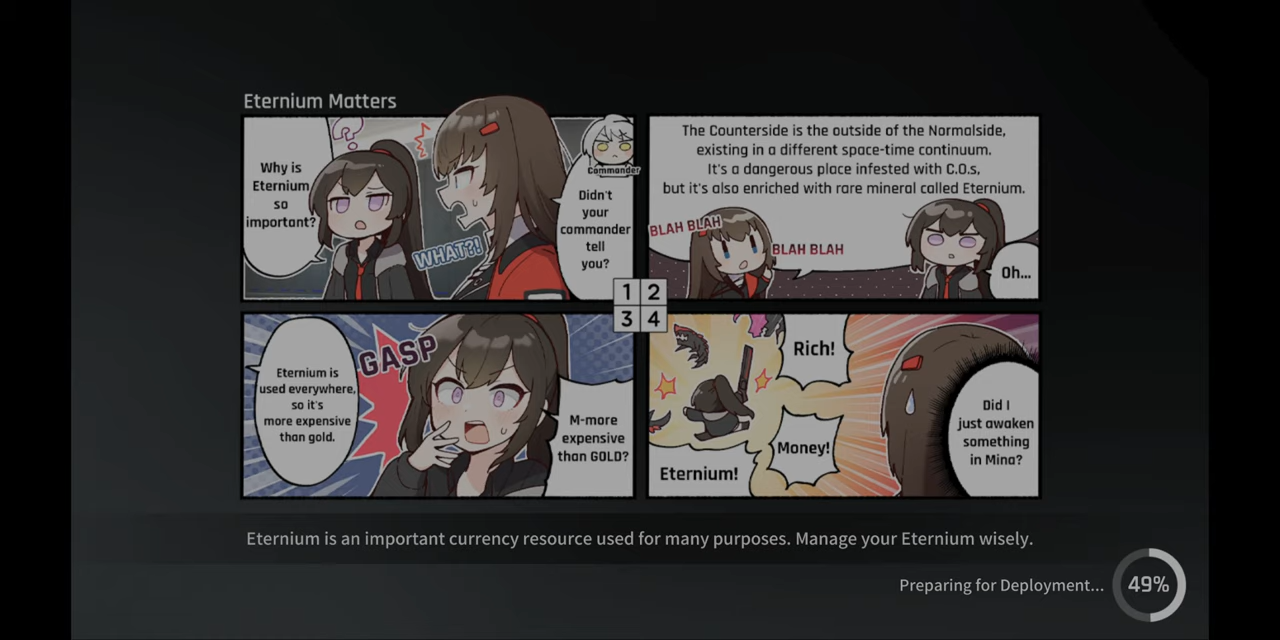 Eternium Matters
Why is
Eternium
so
important?
?
WHAT?!
Commander
Didn't
your
commander
tell
you?
The Counterside is the outside of the Normalside,
existing in a different space-time continuum.
It's a dangerous place infested with C.O.s,
but it's also enriched with rare mineral called Eternium.
BLAH BLAH
BLAH BLAH
Oh...
1 2
3 4
Eternium is
used everywhere,
so it's
more expensive
than gold.
GASP
M-more
expensive
than GOLD?
Rich!
Money!
Eternium!
Did I
just awaken
something
in Mina?
Eternium is an important currency resource used for many purposes. Manage your Eternium wisely.
Preparing for Deployment...
49%